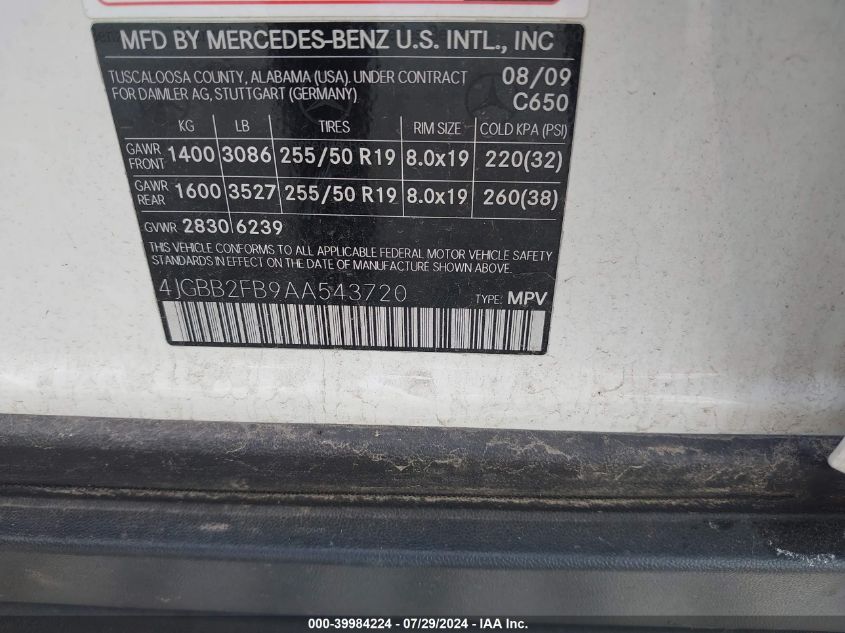 MFD BY MERCEDES-BENZ U.S. INTL., INC
TUSCALOOSA COUNTY, ALABAMA (USA). UNDER CONTRACT 08/09
FOR DAIMLER AG, STUTTGART (GERMANY) C650
KG LB TIRES RIM SIZE COLD KPA (PSI)
GAWR FRONT 1400 3086 255/50 R19 8.0x19 220(32)
GAWR REAR 1600 3527 255/50 R19 8.0x19 260(38)
GVWR 2830 6239
THIS VEHICLE CONFORMS TO ALL APPLICABLE FEDERAL MOTOR VEHICLE SAFETY
STANDARDS IN EFFECT ON THE DATE OF MANUFACTURE SHOWN ABOVE.
4JGBB2FB9AA543720 TYPE: MPV
000-39984224 - 07/29/2024 - IAA Inc.